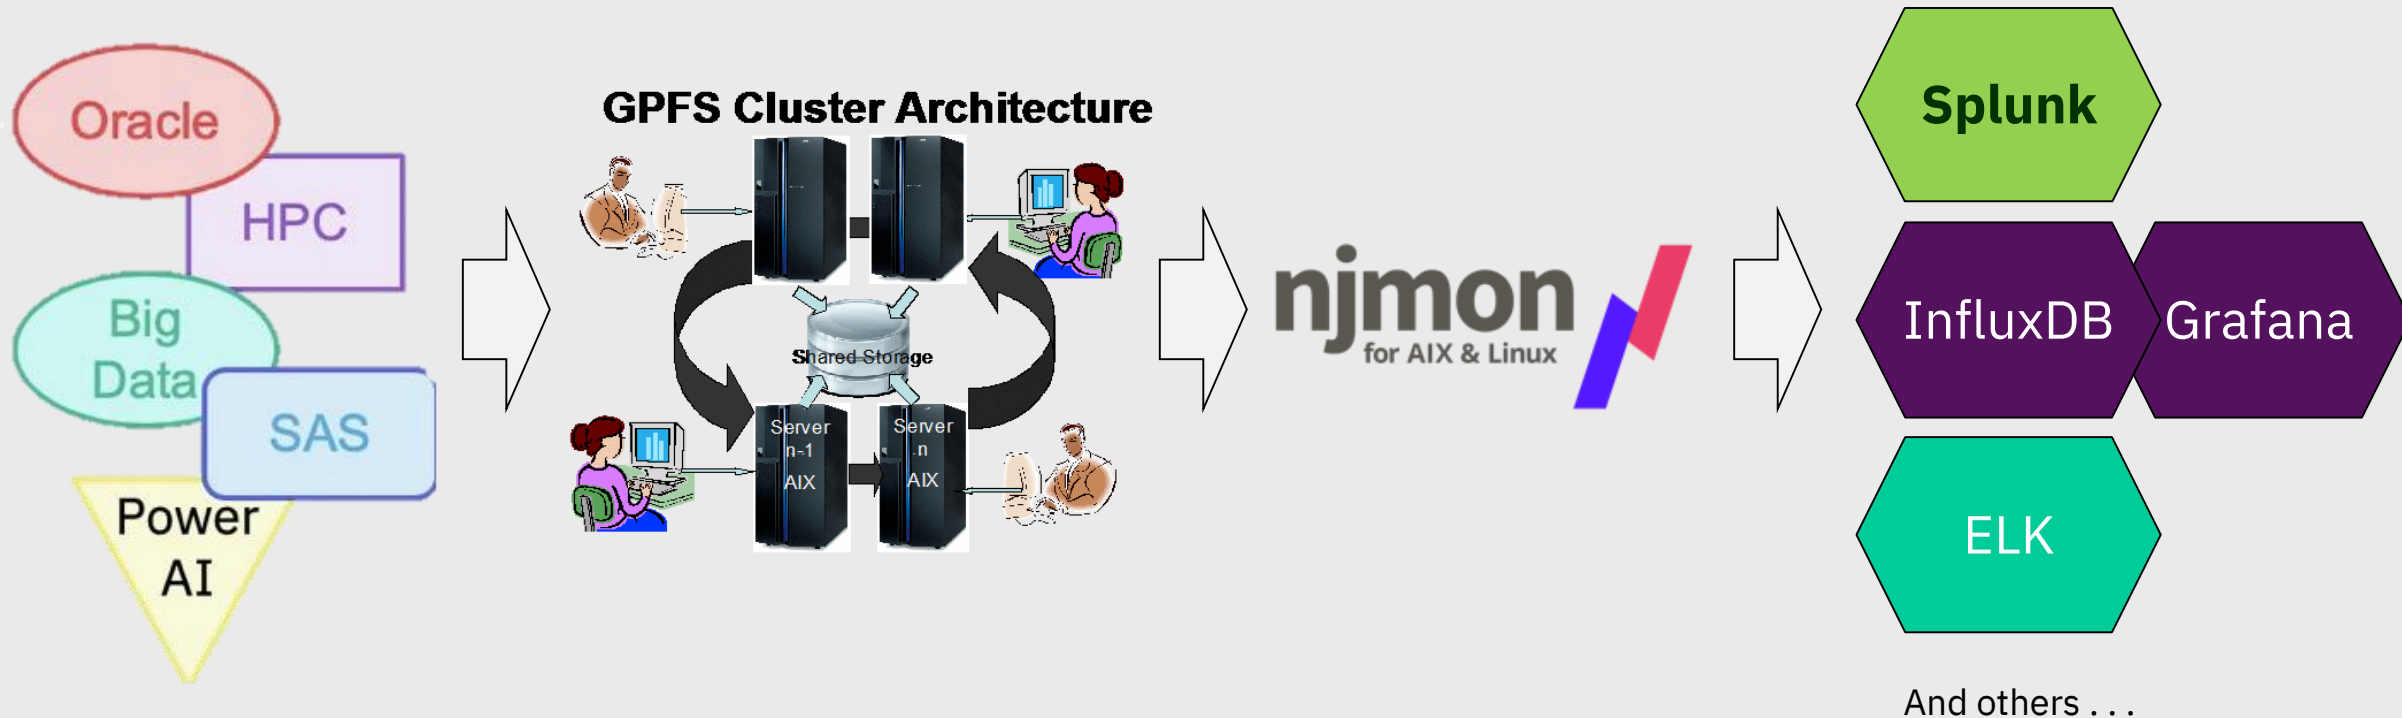 Oracle
HPC
Big
Data
SAS
Power
AI
GPFS Cluster Architecture
Shared Storage
Server
n-1
AIX
Server
.n
AIX
njmon
for AIX & Linux
Splunk
InfluxDB
Grafana
ELK
And others . . .